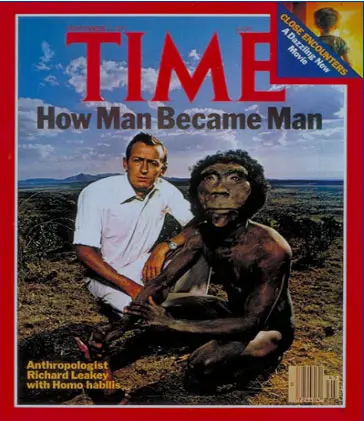 TIME
CLOSE ENCOUNTERS
A Dazzling New
Movie
How Man Became Man
Anthropologist
Richard Leakey
with Homo habilis